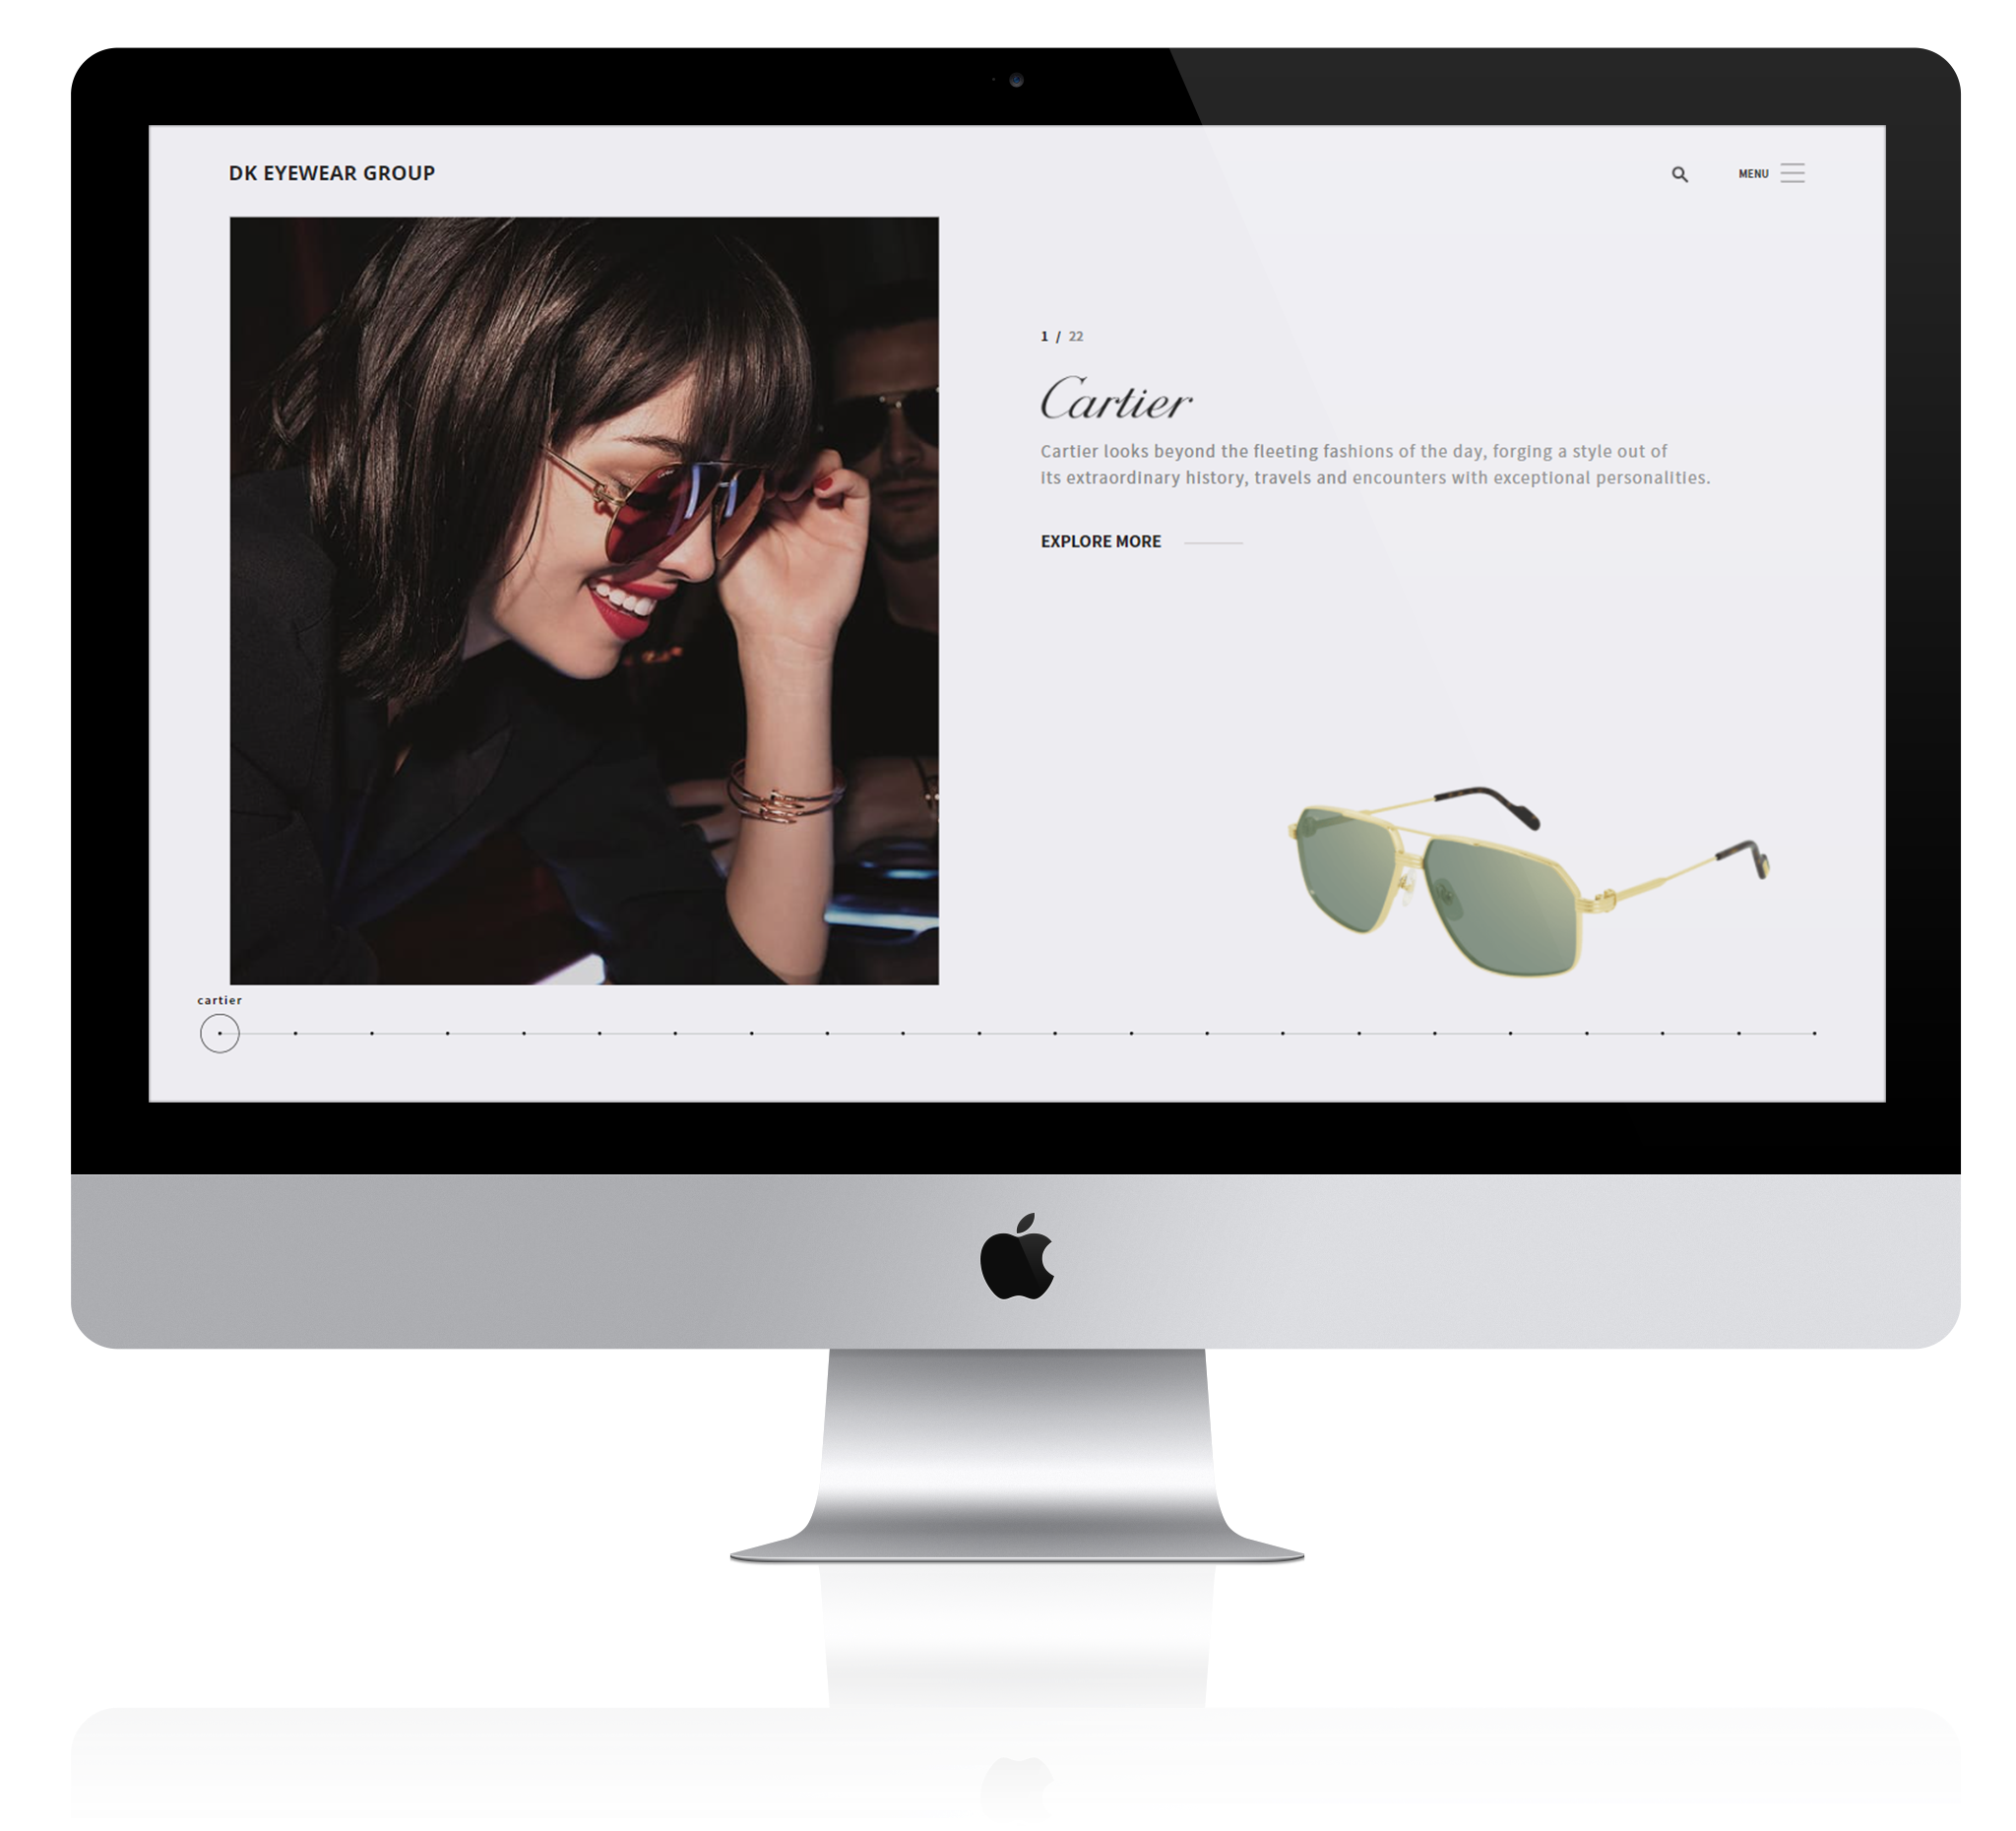 DK EYEWEAR GROUP
MENU
1 / 22
Cartier
Cartier looks beyond the fleeting fashions of the day, forging a style out of
its extraordinary history, travels and encounters with exceptional personalities.
EXPLORE MORE
cartier